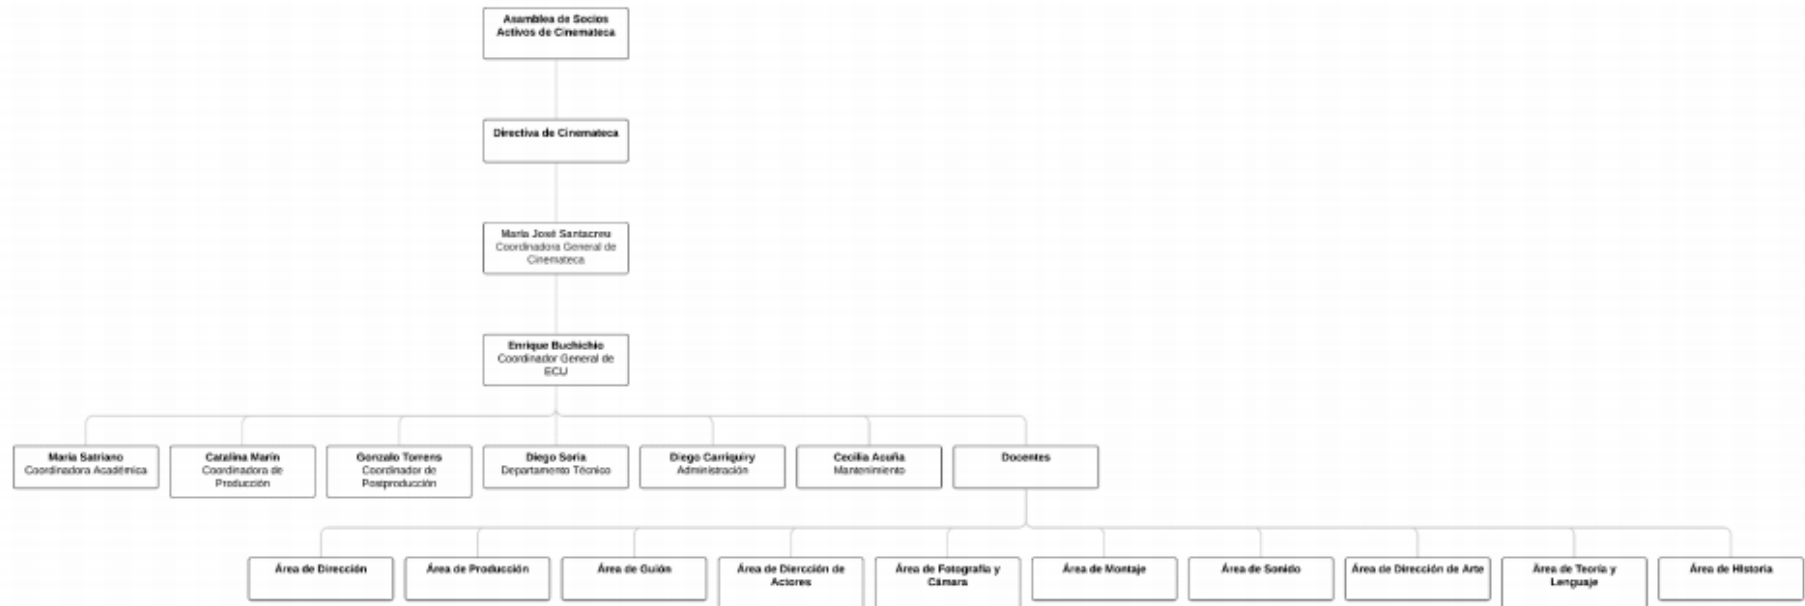 Asamblea de Socios
Activos de Cinemateca
Directiva de Cinemateca
María José Santacreu
Coordinadora General de
Cinemateca
Enrique Buchichio
Coordinador General de
ECU
María Satriano
Coordinadora Académica
Catalina Marín
Coordinadora de
Producción
Gonzalo Torrens
Coordinador de
Postproducción
Diego Soria
Departamento Técnico
Diego Carriquiry
Administración
Cecilia Acuña
Mantenimiento
Docentes
Área de Dirección
Área de Producción
Área de Guión
Área de Diercción de
Actores
Área de Fotografía y
Cámara
Área de Montaje
Área de Sonido
Área de Dirección de Arte
Área de Teoría y
Lenguaje
Área de Historia